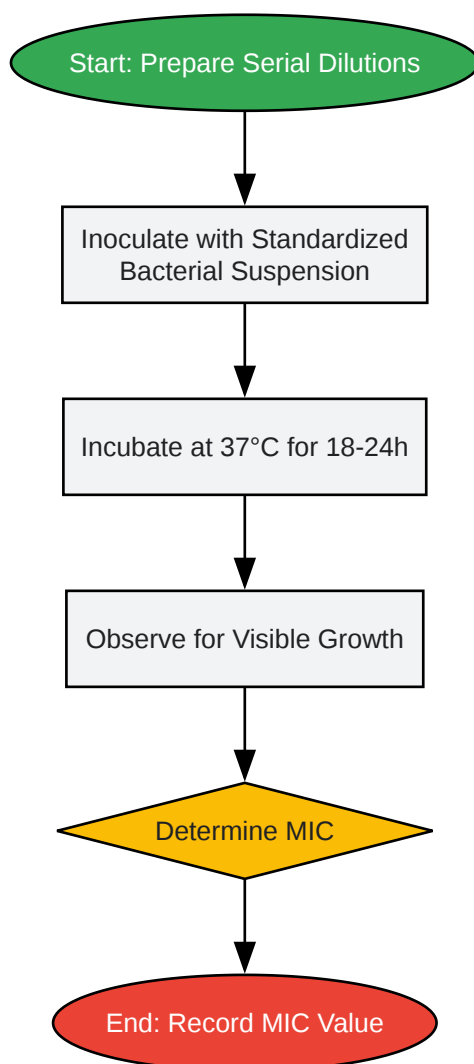 Start: Prepare Serial Dilutions
Inoculate with Standardized
Bacterial Suspension
Incubate at 37°C for 18-24h
Observe for Visible Growth
Determine MIC
End: Record MIC Value